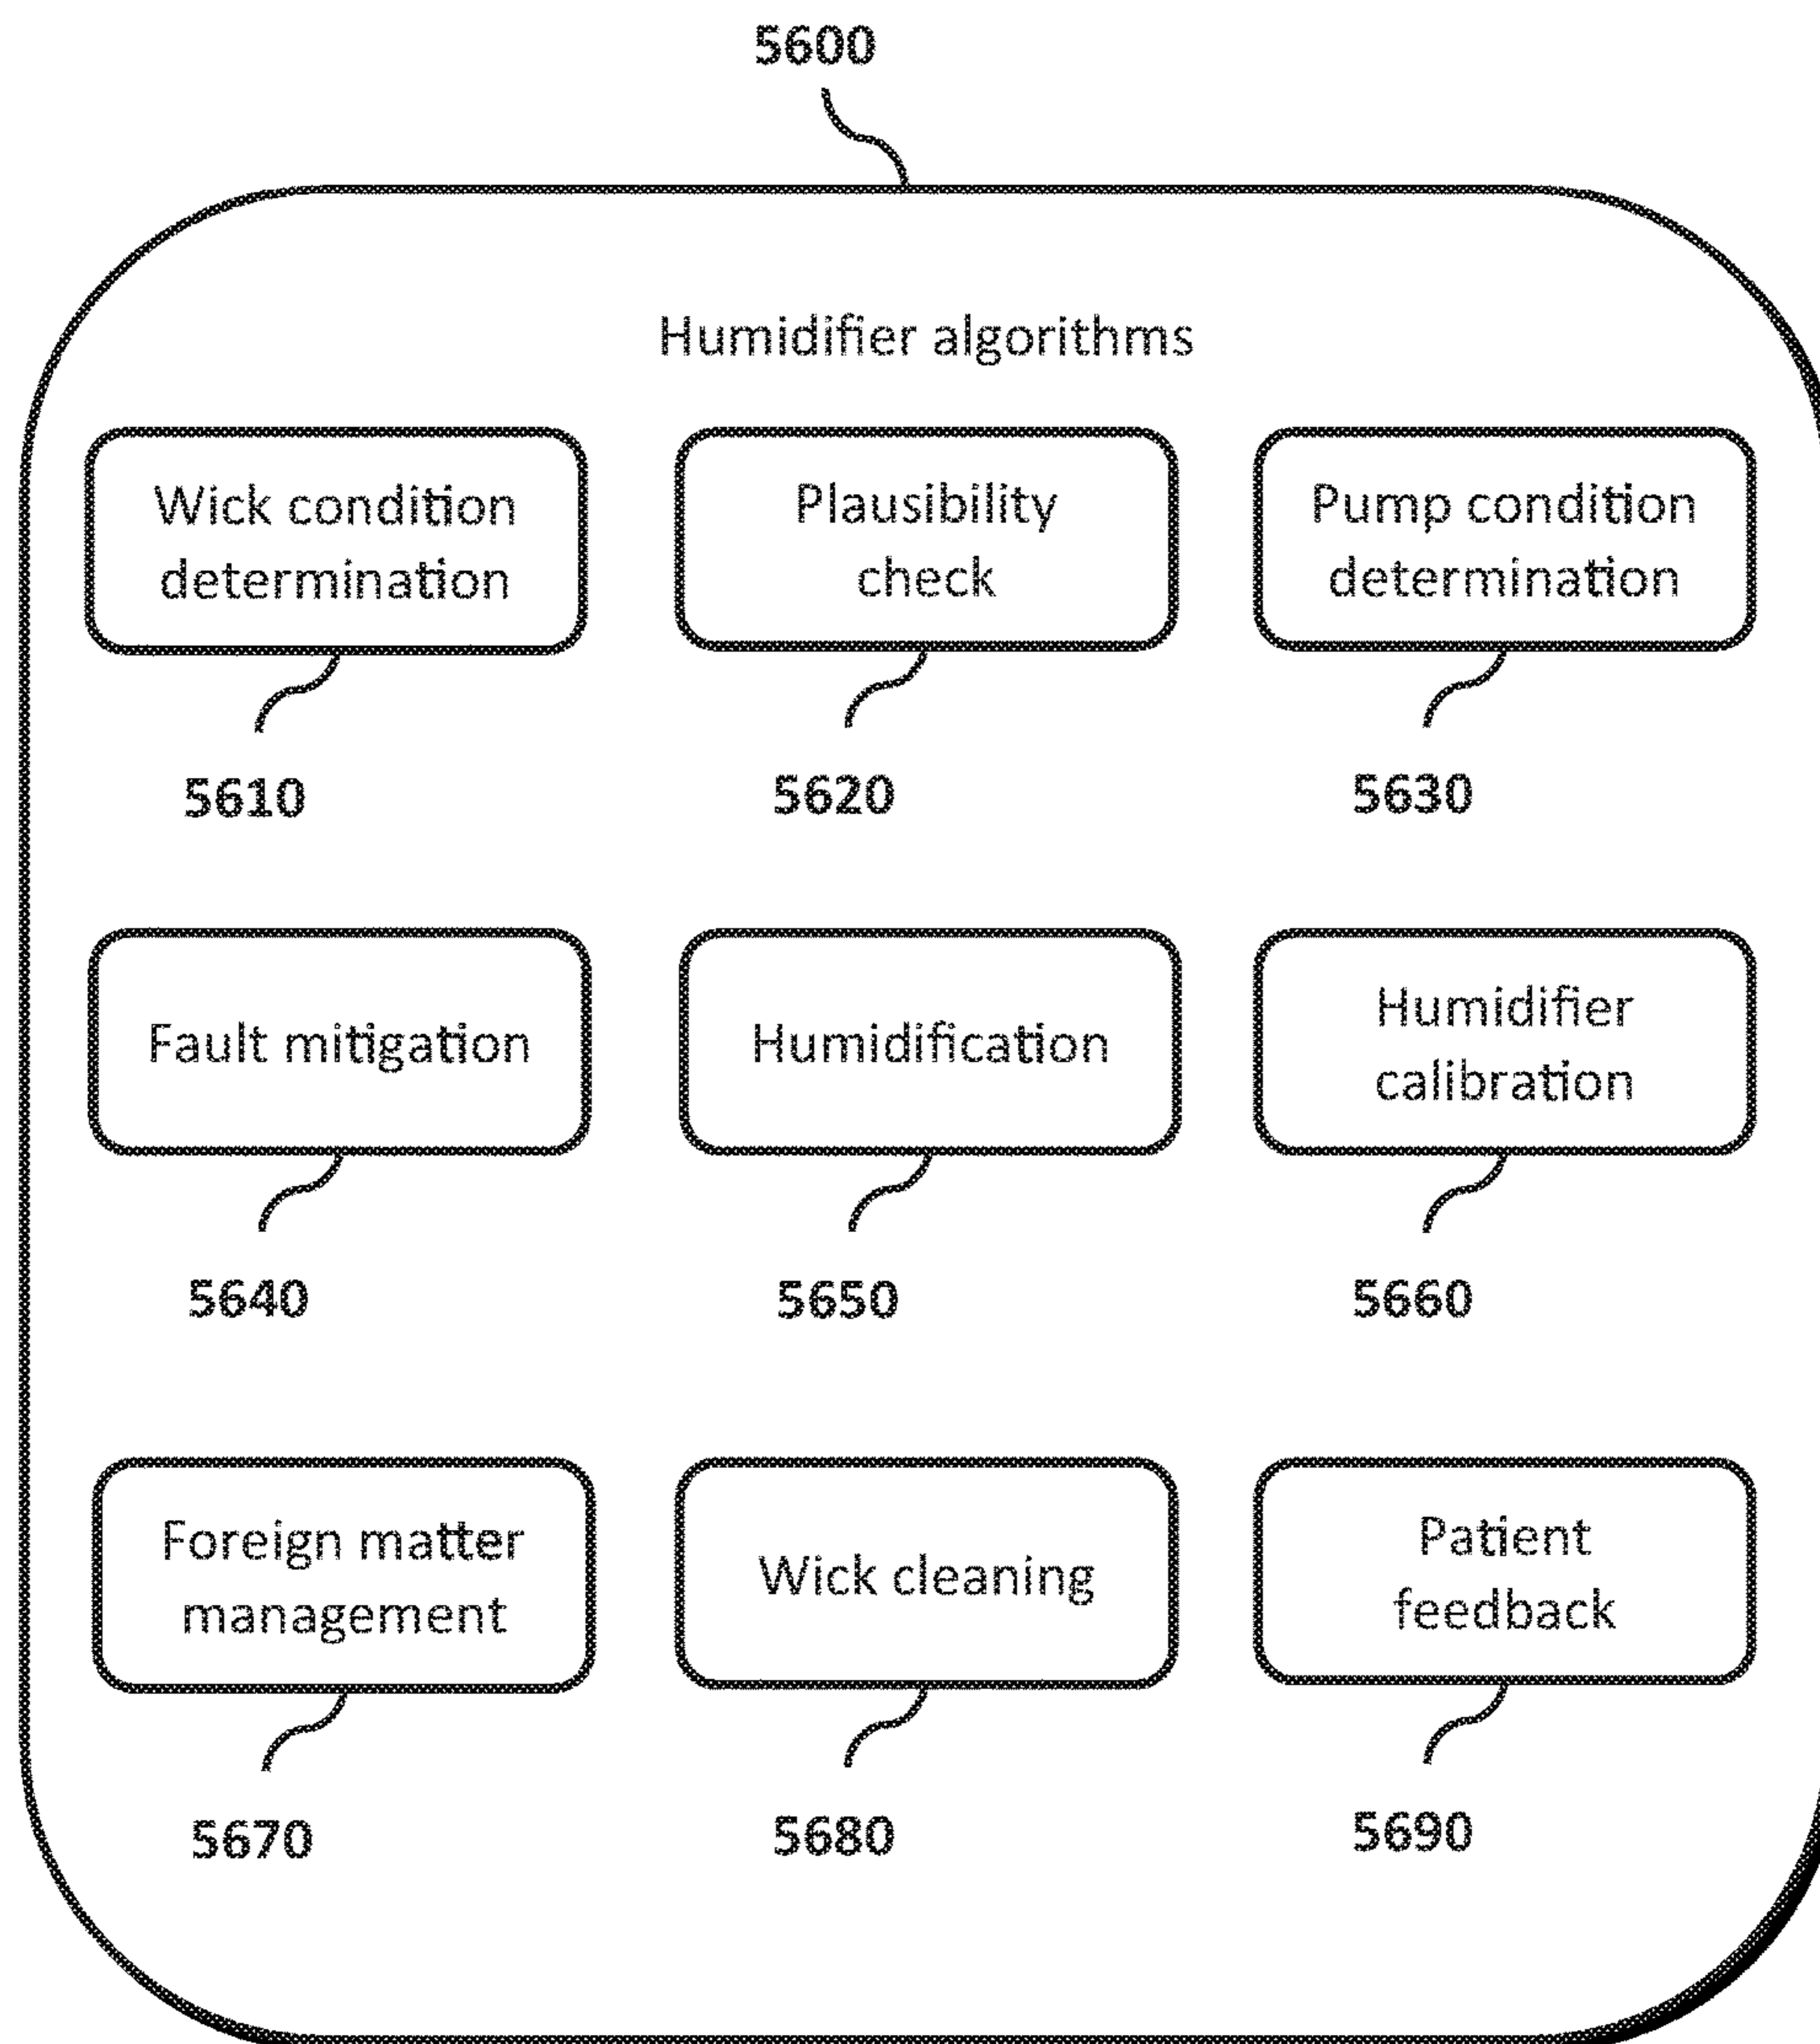 5600
Humidifier algorithms
Wick condition
determination
5610
Plausibility
check
5620
Pump condition
determination
5630
Fault mitigation
5640
Humidification
5650
Humidifier
calibration
5660
Foreign matter
management
5670
Wick cleaning
5680
Patient
feedback
5690